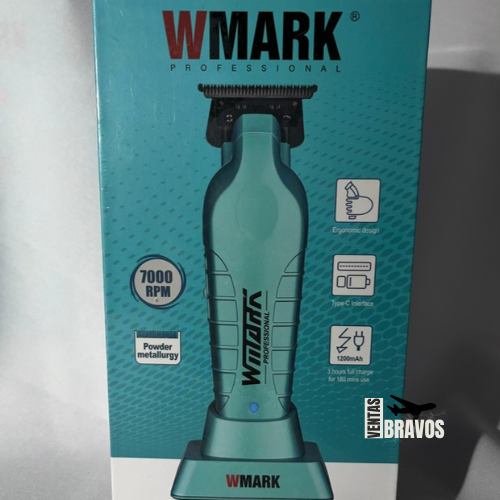 WMARK®
PROFESSIONAL
Ergonomic design
7000
RPM
Type-C Interface
Powder
metallurgy
1200mAh
3 hours full charge
for 180 mins use
WMARK
PROFESSIONAL
VENTAS
BRAVOS
WMARK